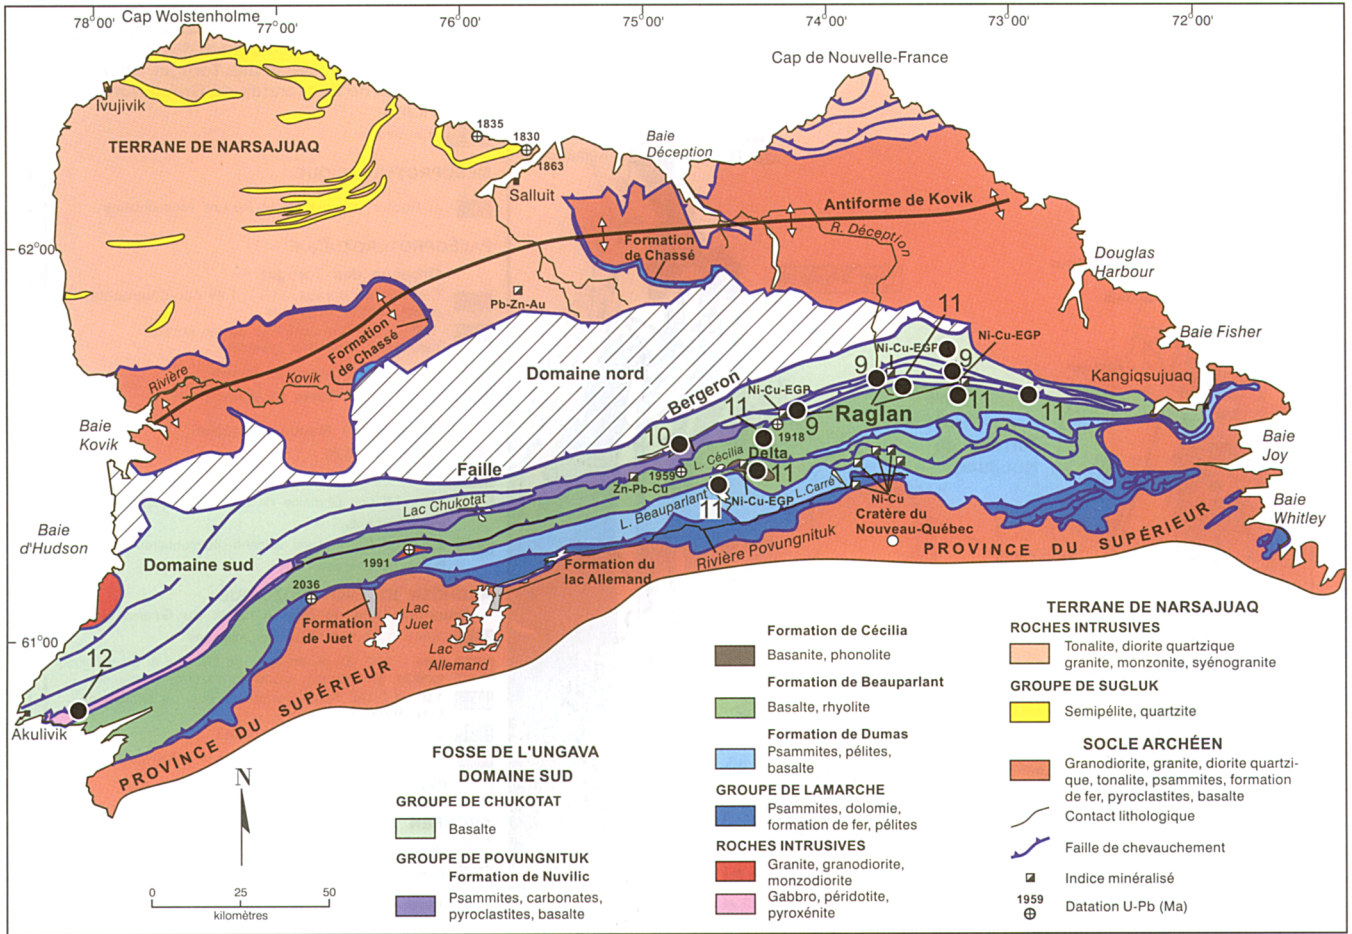 78°00'
Cap Wolstenholme
77°00'
76°00'
75°00'
74°00'
73°00'
72°00'
Cap de Nouvelle-France
Ivujivik
TERRANE DE NARSAJUAQ
1835
1830
1863
Salluit
Baie
Déception
Antiforme de Kovik
R. Déception
62°00'
Formation
de Chassé
Douglas
Harbour
Pb-Zn-Au
Formation
de Chassé
Rivière
Kovik
Baie
Kovik
Domaine nord
11
Ni-Cu-EGP
Ni-Cu-EGP
Baie Fisher
Kangiqsujuaq
9
9
Bergeron
Ni-Cu-EGP
11
Raglan
11
11
9
10
1918
Delta
L. Cécilia
11
Baie
Joy
Faille
1959
Zn-Pb-Cu
Lac Chukotat
L. Beauparlant
11
Ni-Cu-EGP
L. Carré
Ni-Cu
Cratère du
Nouveau-Québec
Baie
Whitley
Baie
d'Hudson
Rivière Povungnituk
PROVINCE DU SUPÉRIEUR
Domaine sud
1991
Formation du
lac Allemand
2036
Formation
de Juet
Lac
Juet
Lac
Allemand
61°00'
12
Akulivik
PROVINCE DU SUPÉRIEUR
N
0 25 50
kilomètres
FOSSE DE L'UNGAVA
DOMAINE SUD
GROUPE DE CHUKOTAT
Basalte
GROUPE DE POVUNGNITUK
Formation de Nuvilic
Psammites, carbonates,
pyroclastites, basalte
Formation de Cécilia
Basanite, phonolite
Formation de Beauparlant
Basalte, rhyolite
Formation de Dumas
Psammites, pélites,
basalte
GROUPE DE LAMARCHE
Psammites, dolomie,
formation de fer, pélites
ROCHES INTRUSIVES
Granite, granodiorite,
monzodiorite
Gabbro, péridotite,
pyroxénite
TERRANE DE NARSAJUAQ
ROCHES INTRUSIVES
Tonalite, diorite quartzique
granite, monzonite, syénogranite
GROUPE DE SUGLUK
Semipélite, quartzite
SOCLE ARCHÉEN
Granodiorite, granite, diorite quartzi-
que, tonalite, psammites, formation
de fer, pyroclastites, basalte
Contact lithologique
Faille de chevauchement
Indice minéralisé
1959
Datation U-Pb (Ma)